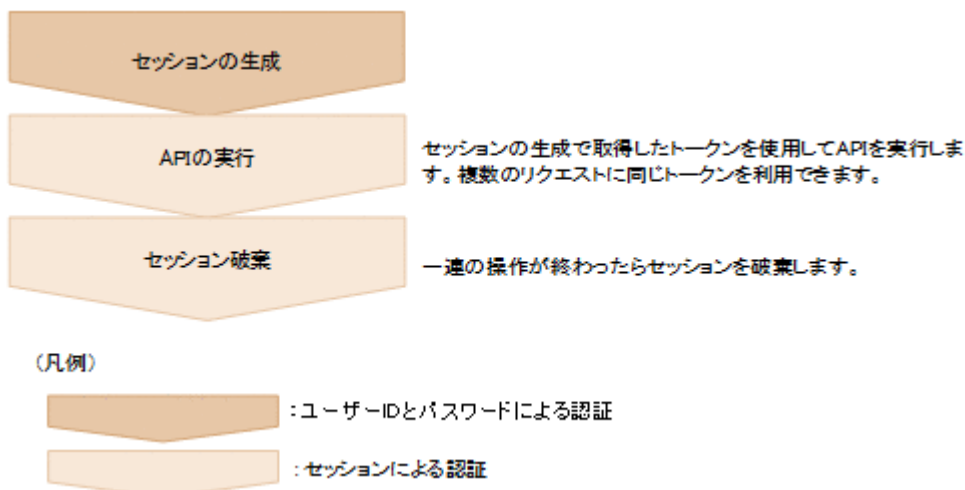 セッションの生成
APIの実行
セッションの生成で取得したトークンを使用してAPIを実行しま
す。複数のリクエストに同じトークンを利用できます。
セッション破棄
一連の操作が終わったらセッションを破棄します。
（凡例）
：ユーザーIDとパスワードによる認証
：セッションによる認証